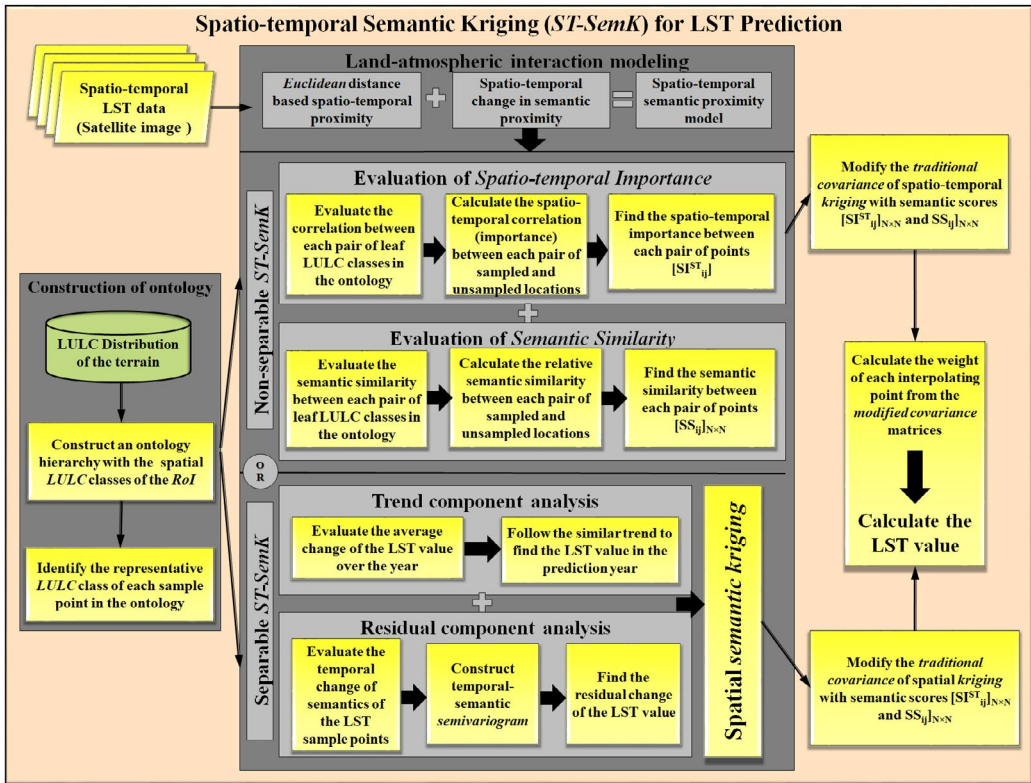 Spatio-temporal Semantic Kriging (ST-SemK) for LST Prediction
Spatio-temporal
LST data
(Satellite image )
Land-atmospheric interaction modeling
Euclidean distance
based spatio-temporal
proximity
+
Spatio-temporal
change in semantic
proximity
=
Spatio-temporal
semantic proximity
model
Construction of ontology
LULC Distribution
of the terrain
Construct an ontology
hierarchy with the spatial
LULC classes of the RoI
Identify the representative
LULC class of each sample
point in the ontology
Non-separable ST-SemK
Evaluation of Spatio-temporal Importance
Evaluate the
correlation between
each pair of leaf
LULC classes in
the ontology
Calculate the spatio-
temporal correlation
(importance)
between each pair of
sampled and
unsampled locations
Find the spatio-temporal
importance between
each pair of points
[SI^ST_ij]
+
Evaluation of Semantic Similarity
Evaluate the
semantic similarity
between each pair of
leaf LULC classes in
the ontology
Calculate the relative
semantic similarity
between each pair of
sampled and
unsampled locations
Find the semantic
similarity between
each pair of points
[SS_ij]_N×N
O
R
Separable ST-SemK
Trend component analysis
Evaluate the average
change of the LST value
over the year
Follow the similar trend to
find the LST value in the
prediction year
+
Residual component analysis
Evaluate the
temporal
change of
semantics
of the LST
sample points
Construct
temporal-
semantic
semivariogram
Find the
residual change
of the LST value
Spatial semantic kriging
Modify the traditional
covariance of spatio-temporal
kriging with semantic scores
[SI^ST_ij]_N×N and SS_ij]_N×N
Calculate the weight
of each interpolating
point from the
modified covariance
matrices
Calculate the
LST value
Modify the traditional
covariance of spatial kriging
with semantic scores [SI^ST_ij]_N×N
and SS_ij]_N×N